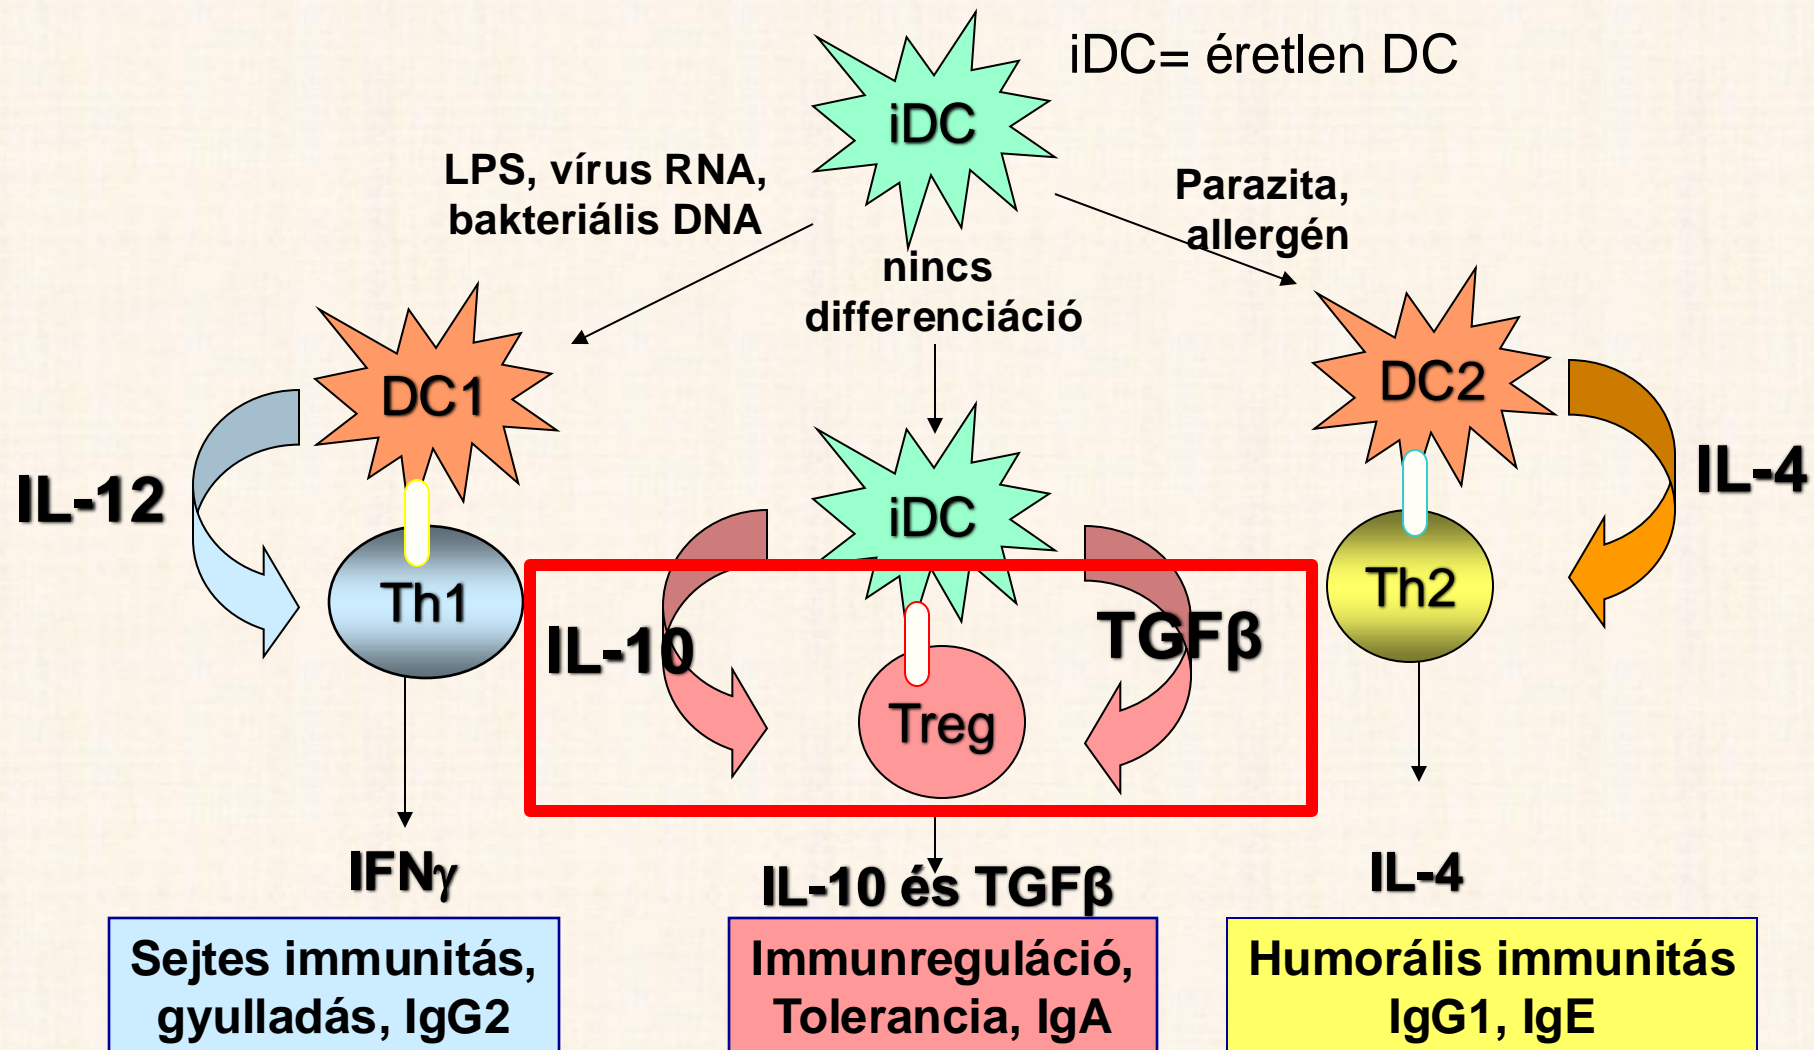 iDC= éretlen DC
iDC
LPS, vírus RNA,
bakteriális DNA
Parazita,
allergén
nincs
differenciáció
DC1
DC2
IL-12
IL-4
iDC
Th1
Th2
IL-10
TGFβ
Treg
IFNγ
IL-10 és TGFβ
IL-4
Sejtes immunitás,
gyulladás, IgG2
Immunreguláció,
Tolerancia, IgA
Humorális immunitás
IgG1, IgE